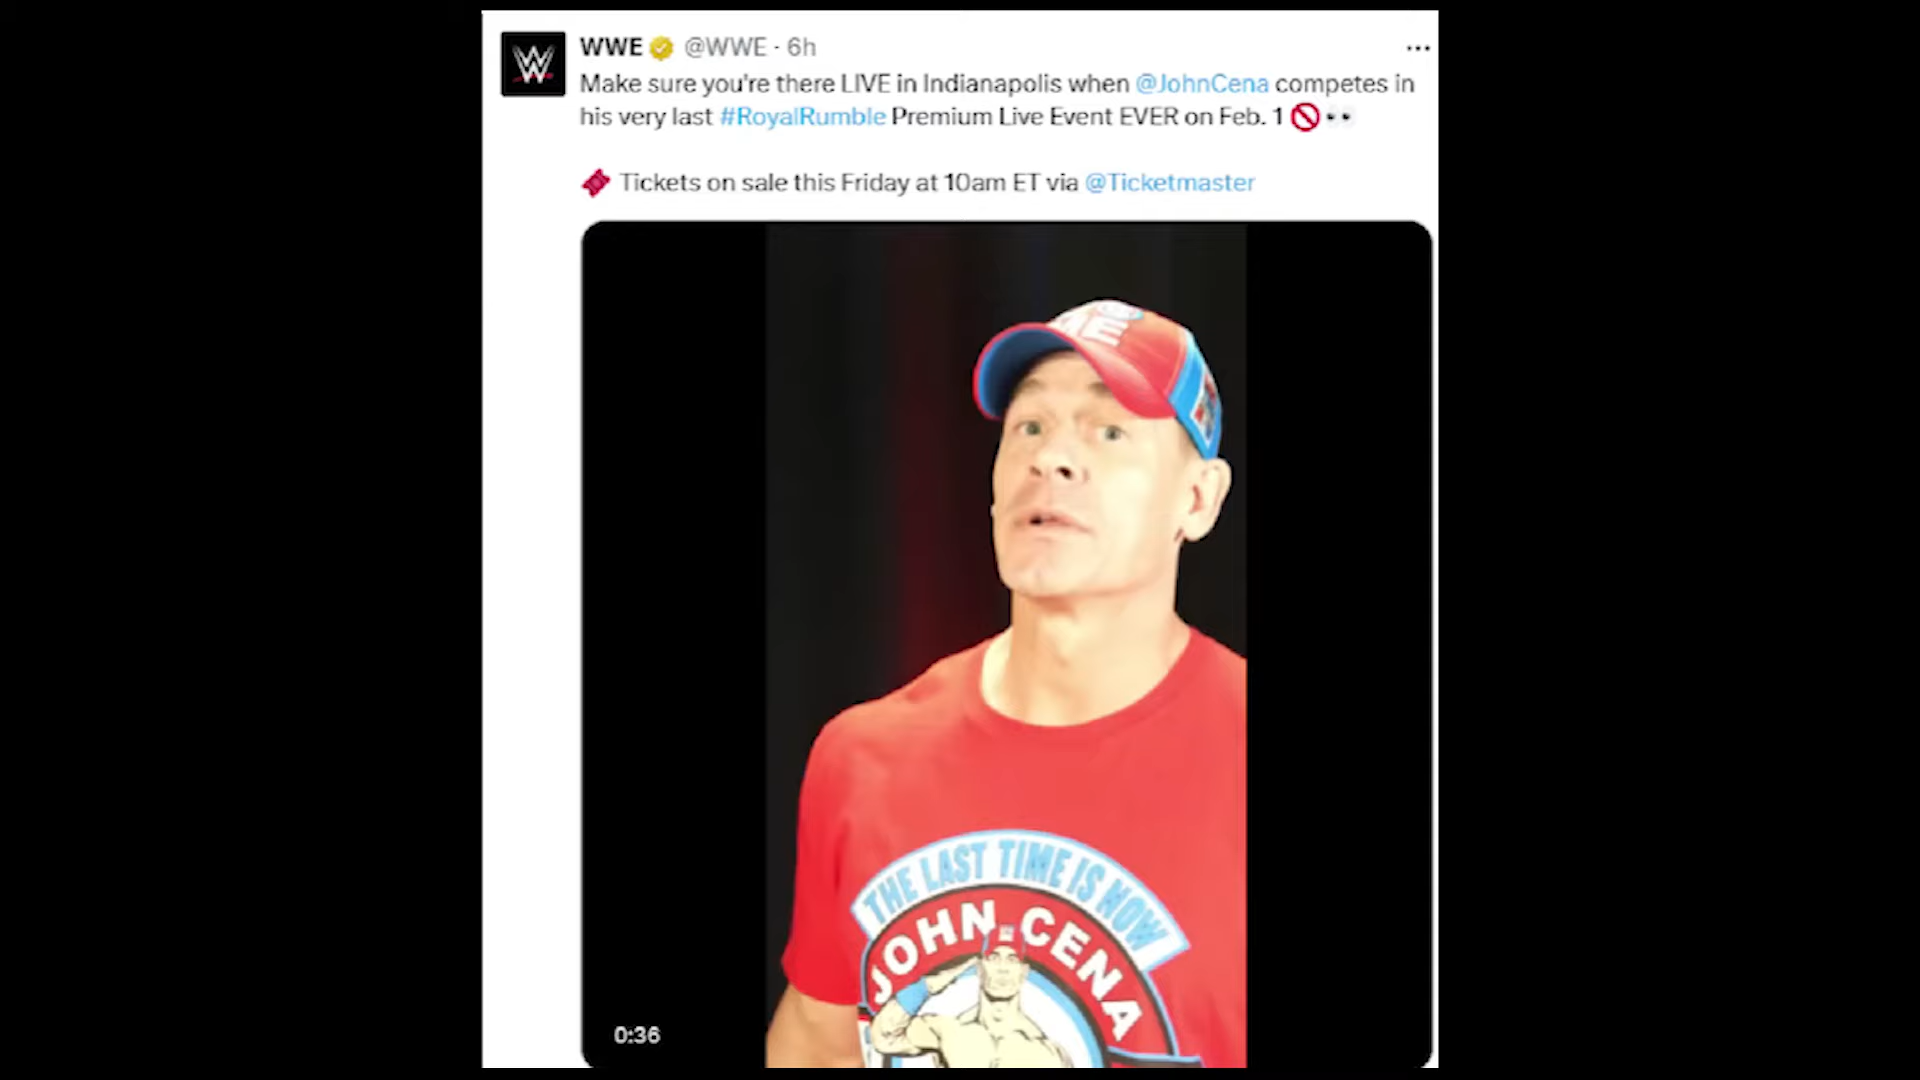 WWE @WWE · 6h
Make sure you're there LIVE in Indianapolis when @JohnCena competes in
his very last #RoyalRumble Premium Live Event EVER on Feb. 1 🚫👀
🎟️ Tickets on sale this Friday at 10am ET via @Ticketmaster
THE LAST TIME IS NOW
JOHN CENA
0:36